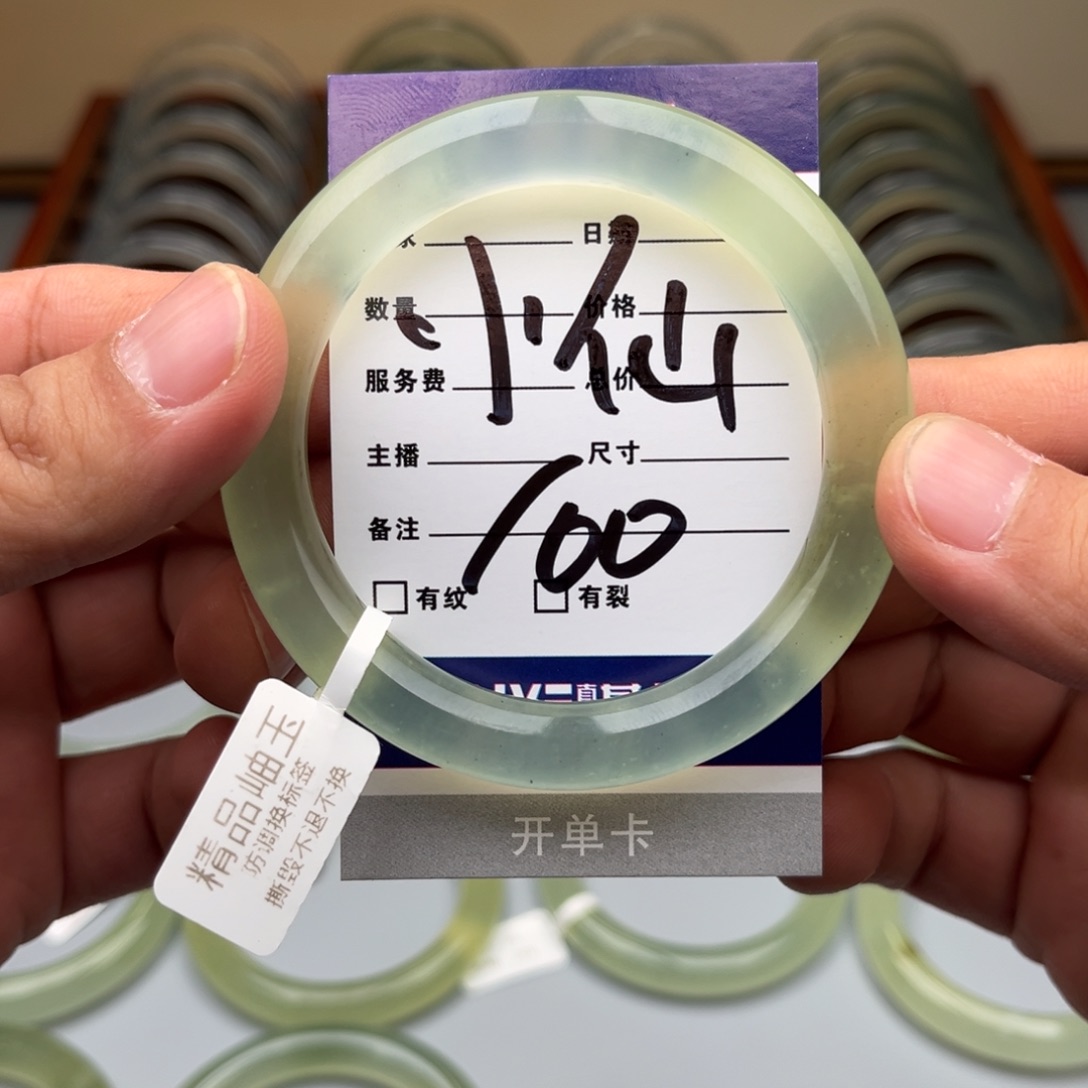 日期
小仙
数量 价格
服务费 总价
主播 尺寸
100
备注
有纹 有裂
开单卡
精品岫玉
防调换标签
撕毁不退不换